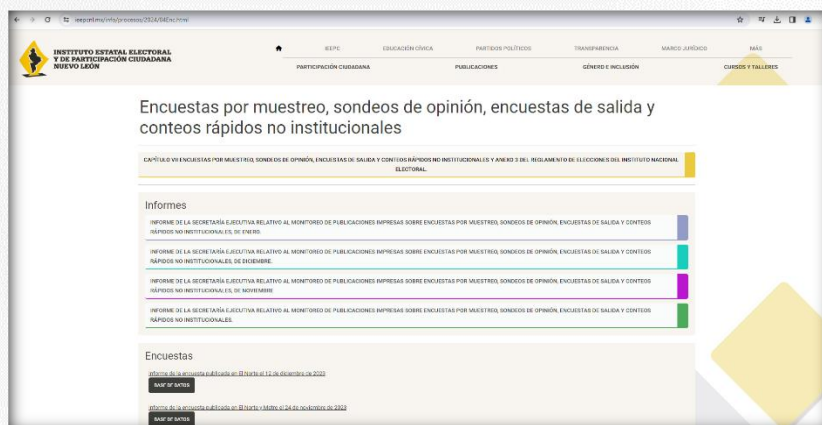 ieepcnl.mx/info/proceso/2024/04Enc.html
INSTITUTO ESTATAL ELECTORAL
Y DE PARTICIPACIÓN CIUDADANA
NUEVO LEÓN
IEEPC EDUCACIÓN CÍVICA PARTIDOS POLÍTICOS TRANSPARENCIA MARCO JURÍDICO MÁS
PARTICIPACIÓN CIUDADANA PUBLICACIONES GÉNERO E INCLUSIÓN CURSOS Y TALLERES
Encuestas por muestreo, sondeos de opinión, encuestas de salida y
conteos rápidos no institucionales
CAPÍTULO VII ENCUESTAS POR MUESTREO, SONDEOS DE OPINIÓN, ENCUESTAS DE SALIDA Y CONTEOS RÁPIDOS NO INSTITUCIONALES Y ANEXO 3 DEL REGLAMENTO DE ELECCIONES DEL INSTITUTO NACIONAL
ELECTORAL.
Informes
INFORME DE LA SECRETARÍA EJECUTIVA RELATIVO AL MONITOREO DE PUBLICACIONES IMPRESAS SOBRE ENCUESTAS POR MUESTREO, SONDEOS DE OPINIÓN, ENCUESTAS DE SALIDA Y CONTEOS
RÁPIDOS NO INSTITUCIONALES, DE ENERO.
INFORME DE LA SECRETARÍA EJECUTIVA RELATIVO AL MONITOREO DE PUBLICACIONES IMPRESAS SOBRE ENCUESTAS POR MUESTREO, SONDEOS DE OPINIÓN, ENCUESTAS DE SALIDA Y CONTEOS
RÁPIDOS NO INSTITUCIONALES, DE DICIEMBRE.
INFORME DE LA SECRETARÍA EJECUTIVA RELATIVO AL MONITOREO DE PUBLICACIONES IMPRESAS SOBRE ENCUESTAS POR MUESTREO, SONDEOS DE OPINIÓN, ENCUESTAS DE SALIDA Y CONTEOS
RÁPIDOS NO INSTITUCIONALES, DE NOVIEMBRE
INFORME DE LA SECRETARÍA EJECUTIVA RELATIVO AL MONITOREO DE PUBLICACIONES IMPRESAS SOBRE ENCUESTAS POR MUESTREO, SONDEOS DE OPINIÓN, ENCUESTAS DE SALIDA Y CONTEOS
RÁPIDOS NO INSTITUCIONALES.
Encuestas
Informe de la encuesta publicada en El Norte el 12 de diciembre de 2023
BASE DE DATOS
Informe de la encuesta publicada en El Norte y Metro el 24 de noviembre de 2023
BASE DE DATOS